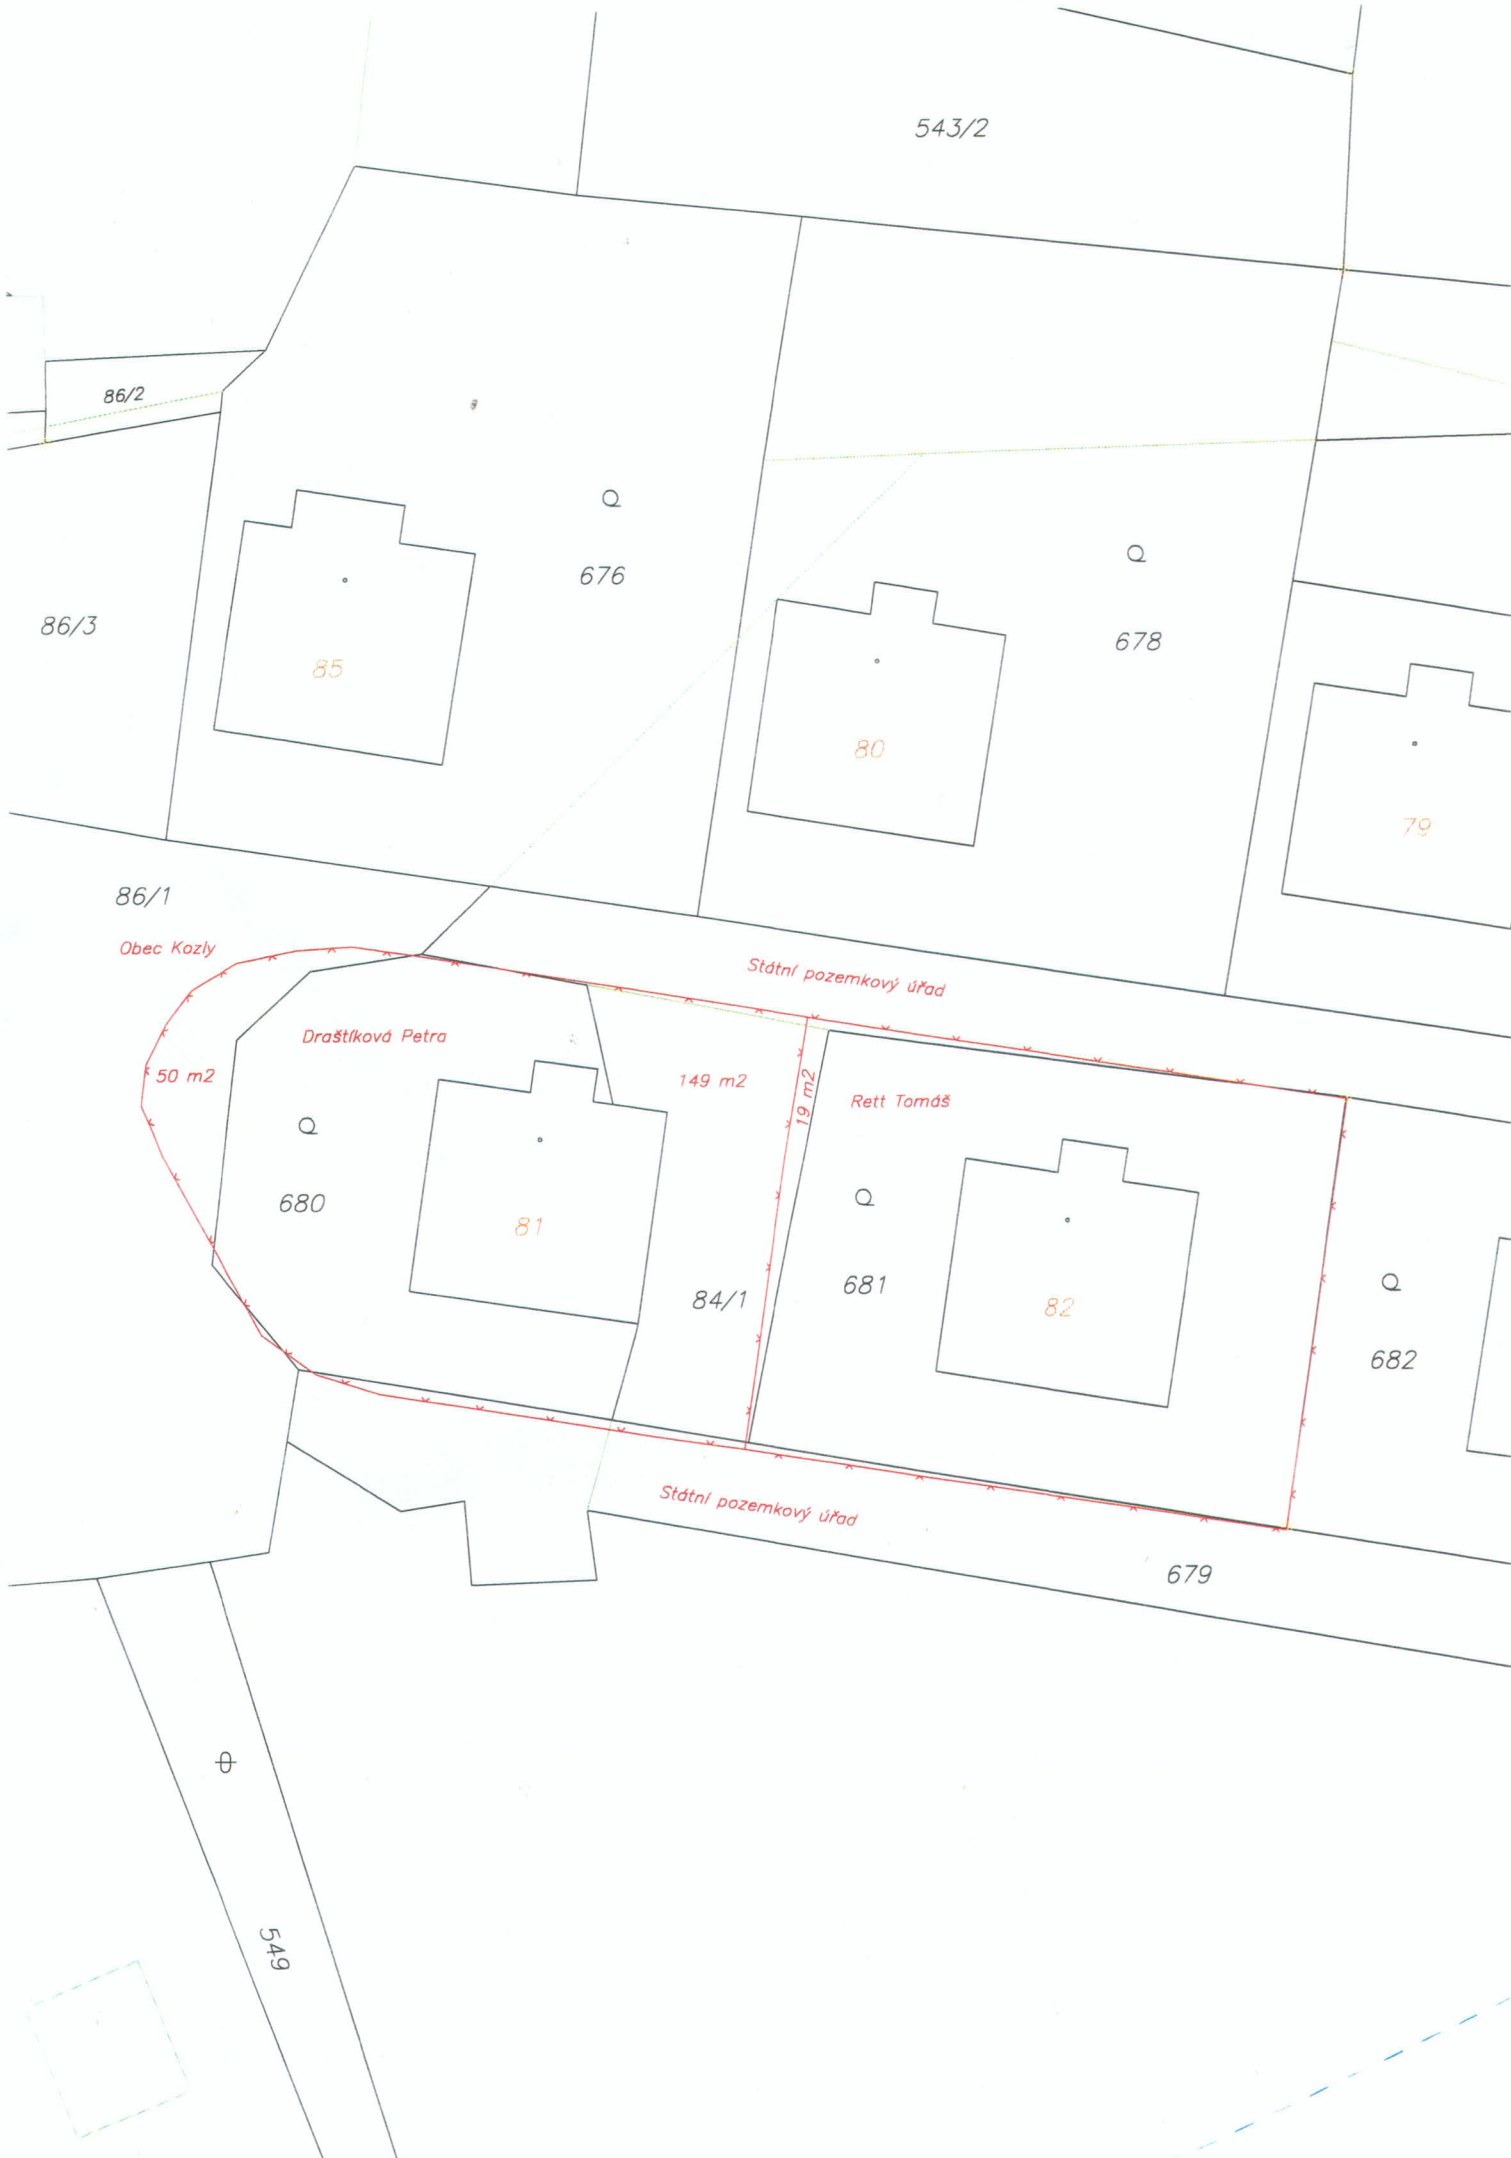 543/2
86/2
676
678
86/3
85
80
79
86/1
Obec Kozly
Státní pozemkový úřad
Draštíková Petra
50 m2
149 m2
19 m2
Rett Tomáš
680
81
84/1
681
82
682
Státní pozemkový úřad
679
549